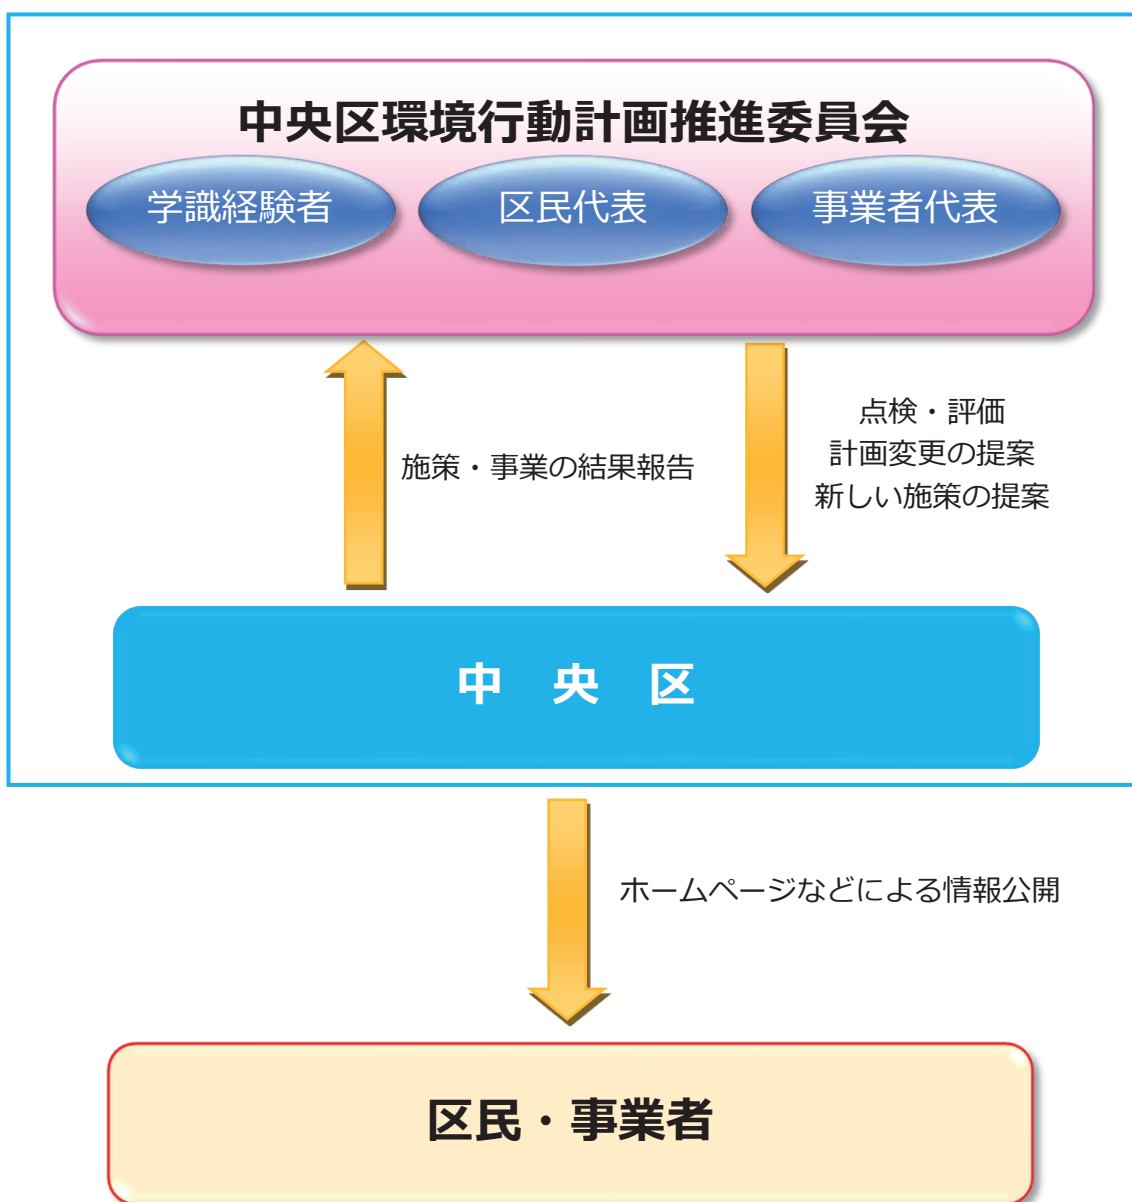 中央区環境行動計画推進委員会
学識経験者
区民代表
事業者代表
施策・事業の結果報告
点検・評価
計画変更の提案
新しい施策の提案
中　央　区
ホームページなどによる情報公開
区民・事業者